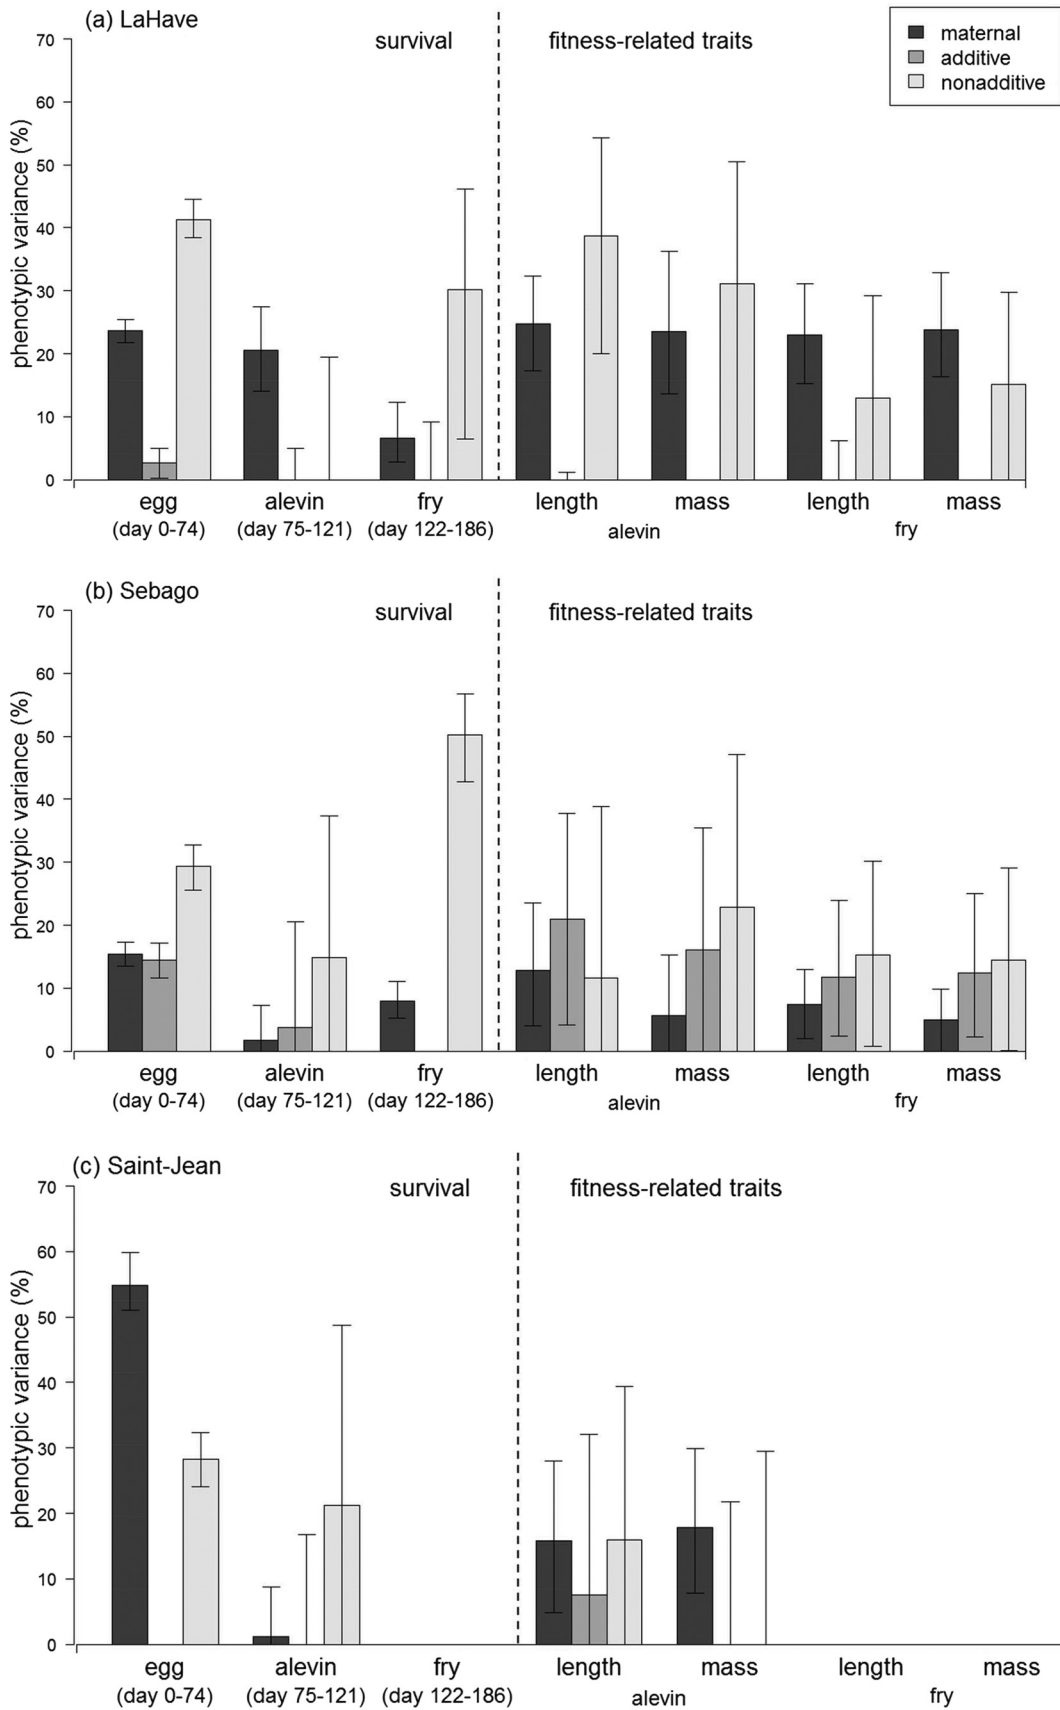 (a) LaHave
survival
fitness-related traits
maternal
additive
nonadditive
phenotypic variance (%)
70
60
50
40
30
20
10
0
egg
alevin
fry
length
mass
length
mass
(day 0-74)
(day 75-121)
(day 122-186)
alevin
fry
(b) Sebago
survival
fitness-related traits
phenotypic variance (%)
70
60
50
40
30
20
10
0
egg
alevin
fry
length
mass
length
mass
(day 0-74)
(day 75-121)
(day 122-186)
alevin
fry
(c) Saint-Jean
survival
fitness-related traits
phenotypic variance (%)
70
60
50
40
30
20
10
0
egg
alevin
fry
length
mass
length
mass
(day 0-74)
(day 75-121)
(day 122-186)
alevin
fry